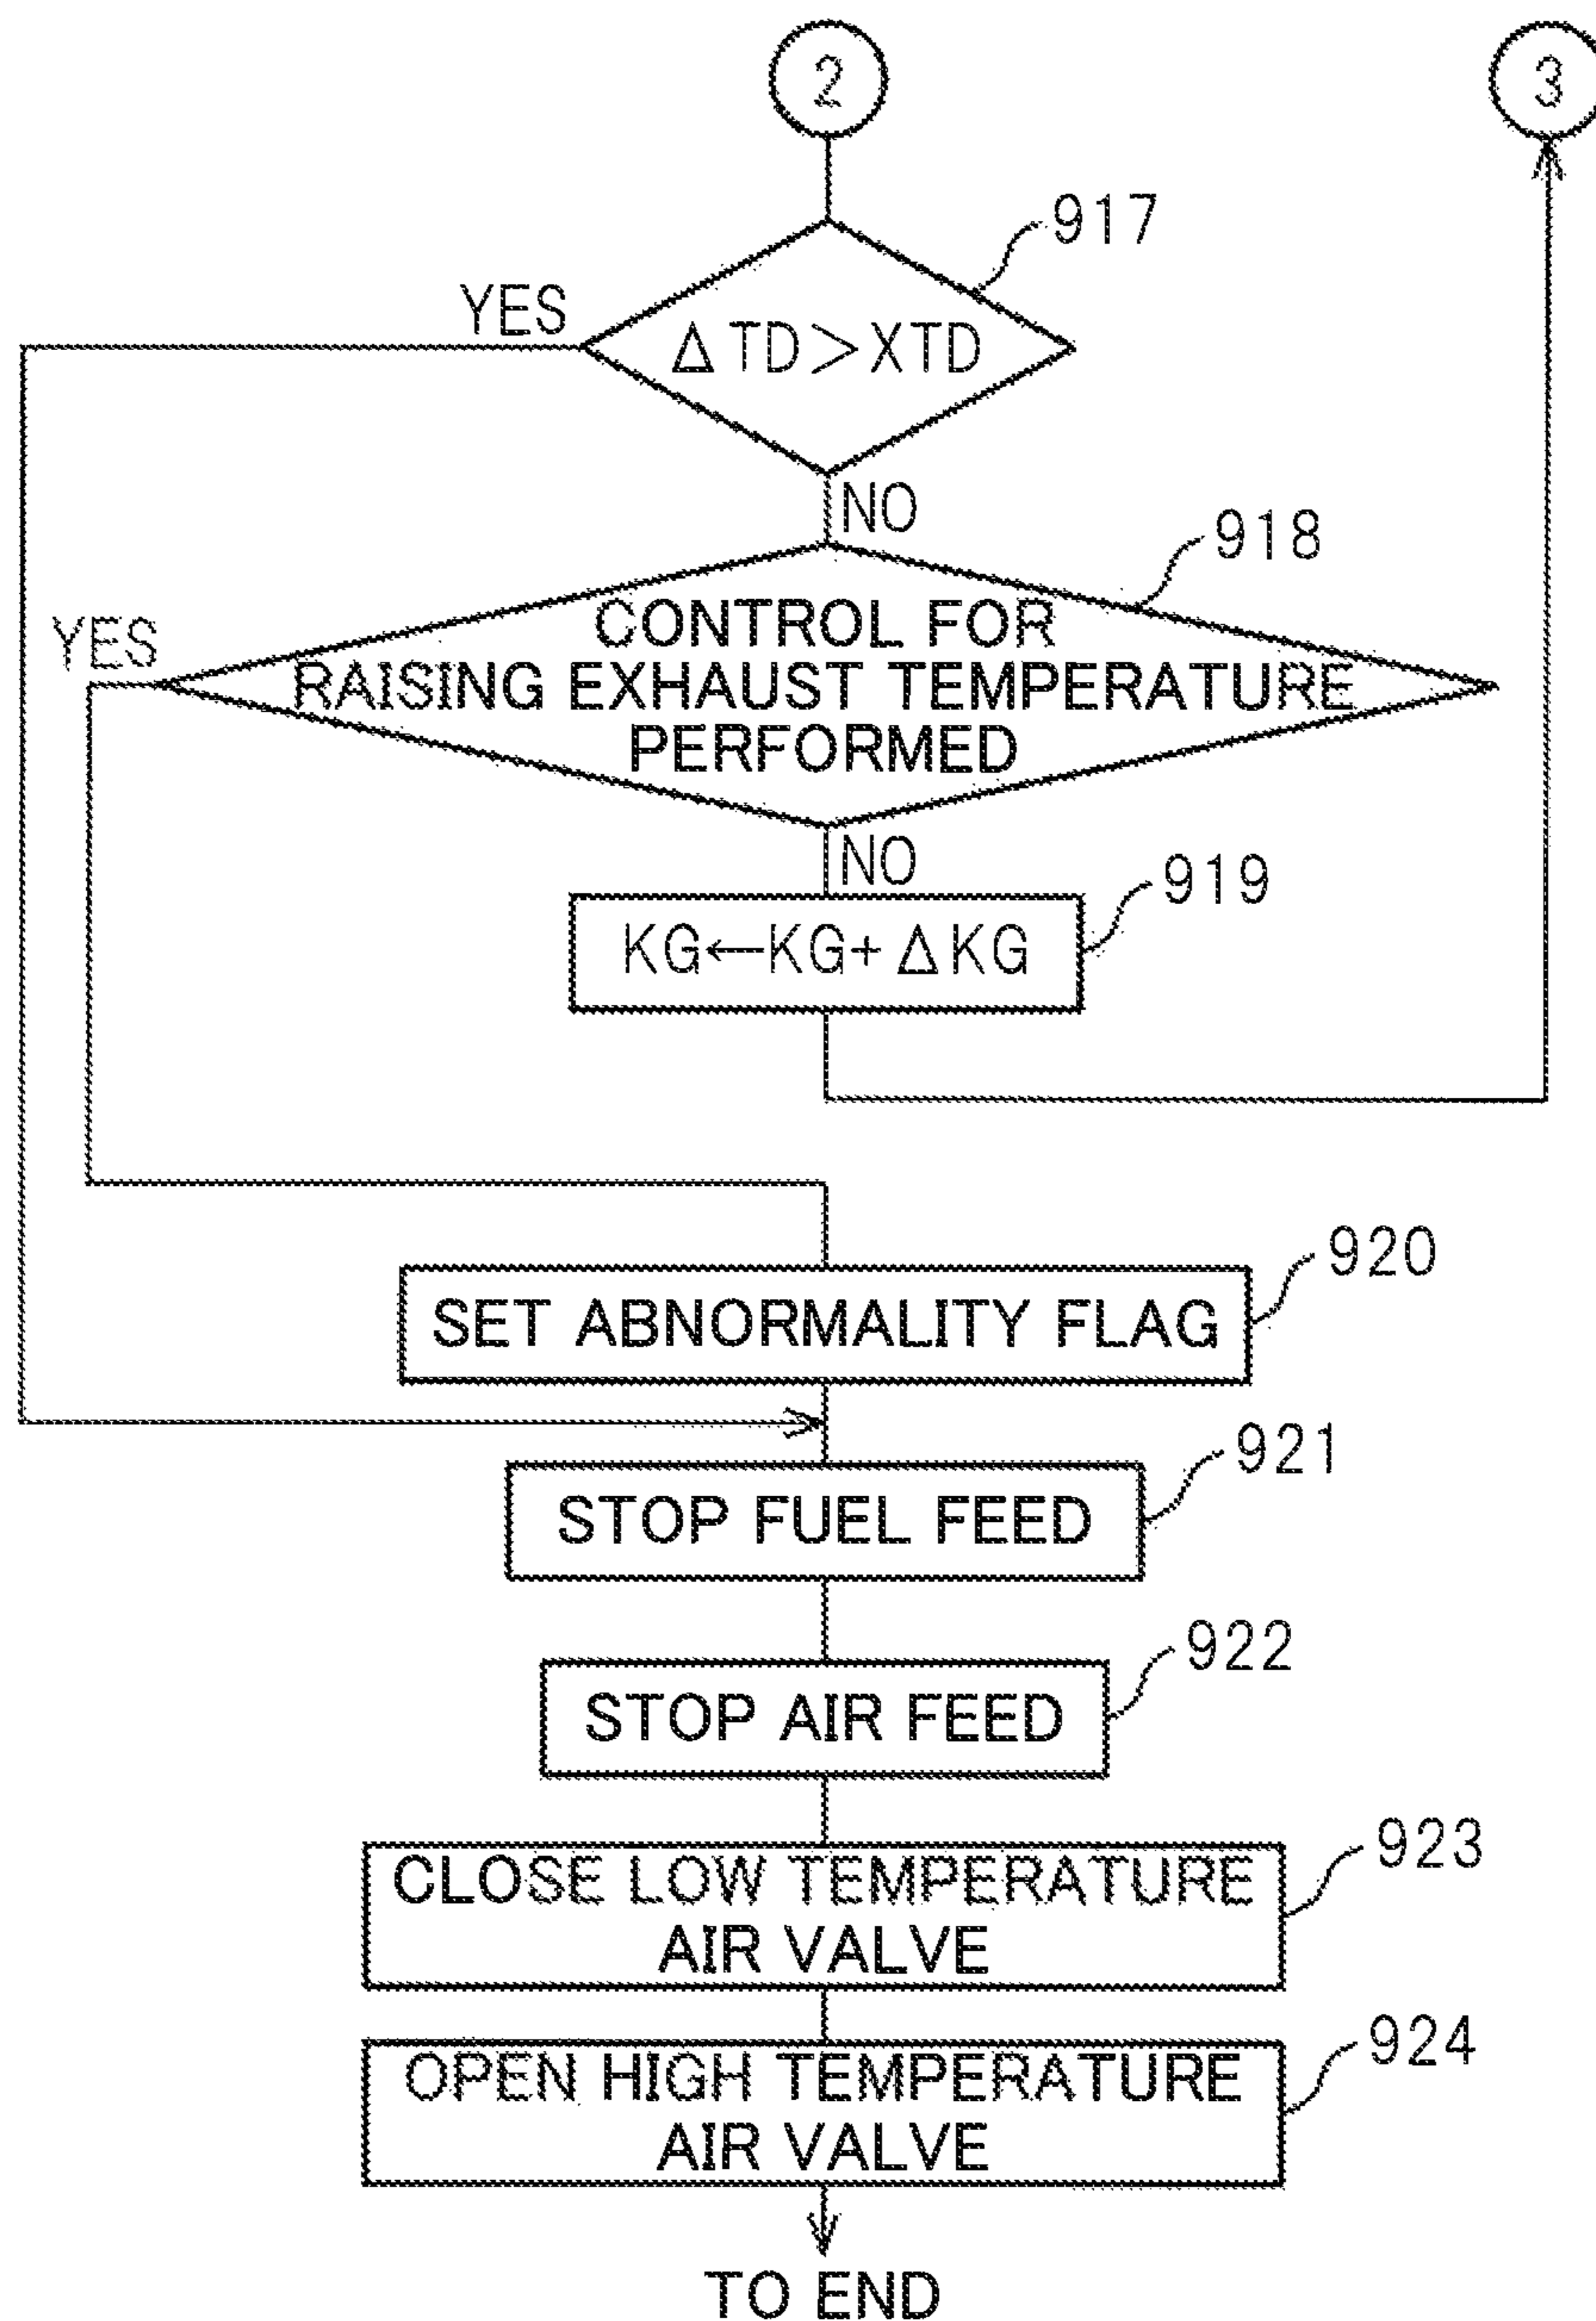 2
3
917
YES
Δ TD>XTD
NO
918
YES
CONTROL FOR
RAISING EXHAUST TEMPERATURE
PERFORMED
NO
919
KG←KG+ΔKG
920
SET ABNORMALITY FLAG
921
STOP FUEL FEED
922
STOP AIR FEED
923
CLOSE LOW TEMPERATURE
AIR VALVE
924
OPEN HIGH TEMPERATURE
AIR VALVE
TO END